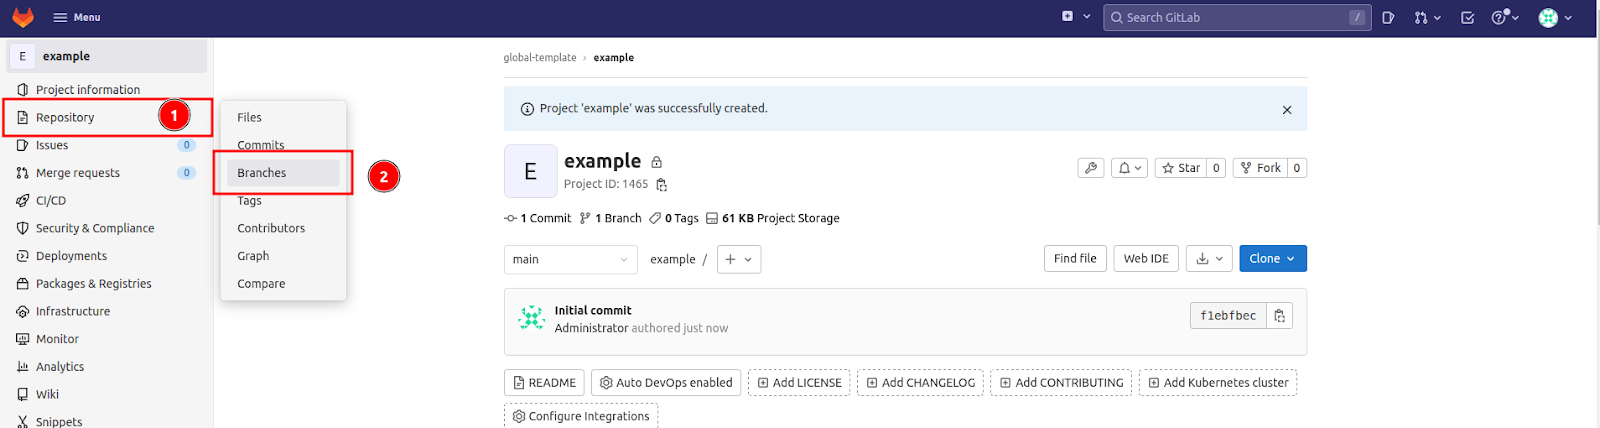 Menu
Search GitLab
/
E example
Project information
Repository
1
Issues 0
Merge requests 0
CI/CD
Security & Compliance
Deployments
Packages & Registries
Infrastructure
Monitor
Analytics
Wiki
Snippets
Files
Commits
Branches
2
Tags
Contributors
Graph
Compare
global-template › example
Project 'example' was successfully created.
E
example
Project ID: 1465
Star 0
Fork 0
1 Commit 1 Branch 0 Tags 61 KB Project Storage
main
example /
Find file
Web IDE
Clone
Initial commit
Administrator authored just now
f1ebfbec
README
Auto DevOps enabled
Add LICENSE
Add CHANGELOG
Add CONTRIBUTING
Add Kubernetes cluster
Configure Integrations